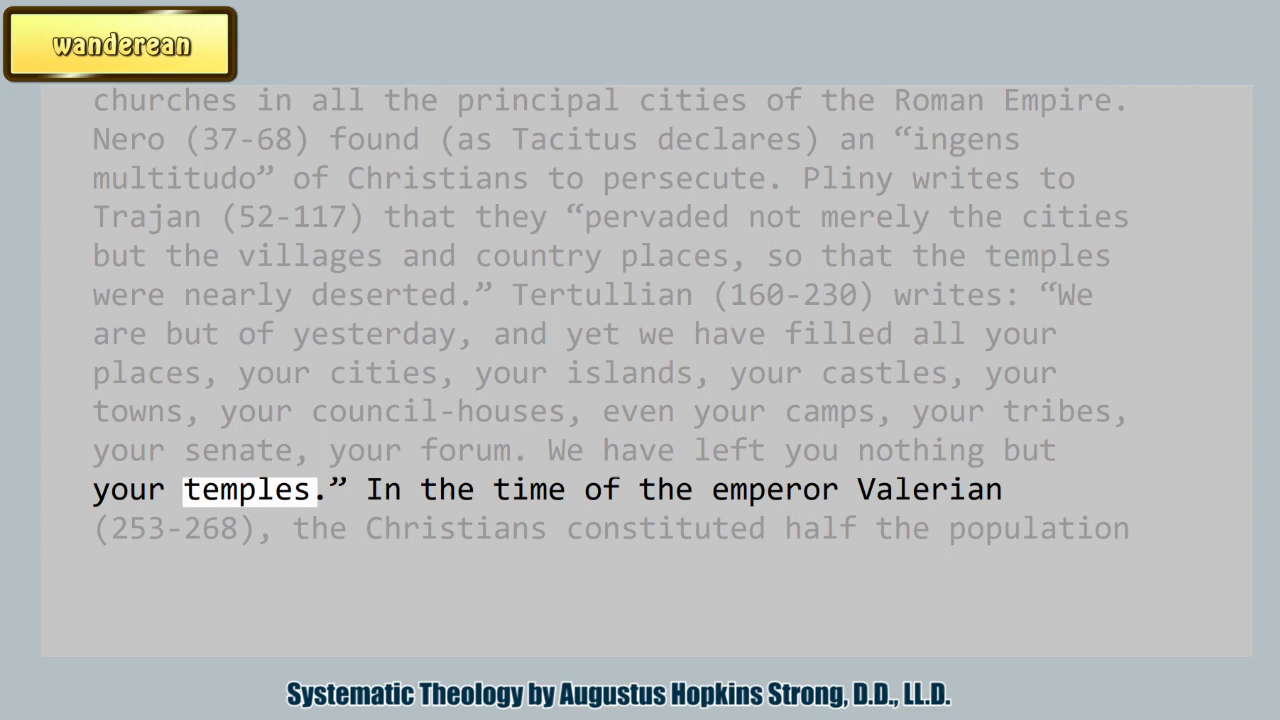 wanderean
churches in all the principal cities of the Roman Empire.
Nero (37-68) found (as Tacitus declares) an “ingens
multitudo” of Christians to persecute. Pliny writes to
Trajan (52-117) that they “pervaded not merely the cities
but the villages and country places, so that the temples
were nearly deserted.” Tertullian (160-230) writes: “We
are but of yesterday, and yet we have filled all your
places, your cities, your islands, your castles, your
towns, your council-houses, even your camps, your tribes,
your senate, your forum. We have left you nothing but
your temples.” In the time of the emperor Valerian
(253-268), the Christians constituted half the population
Systematic Theology by Augustus Hopkins Strong, D.D., LL.D.